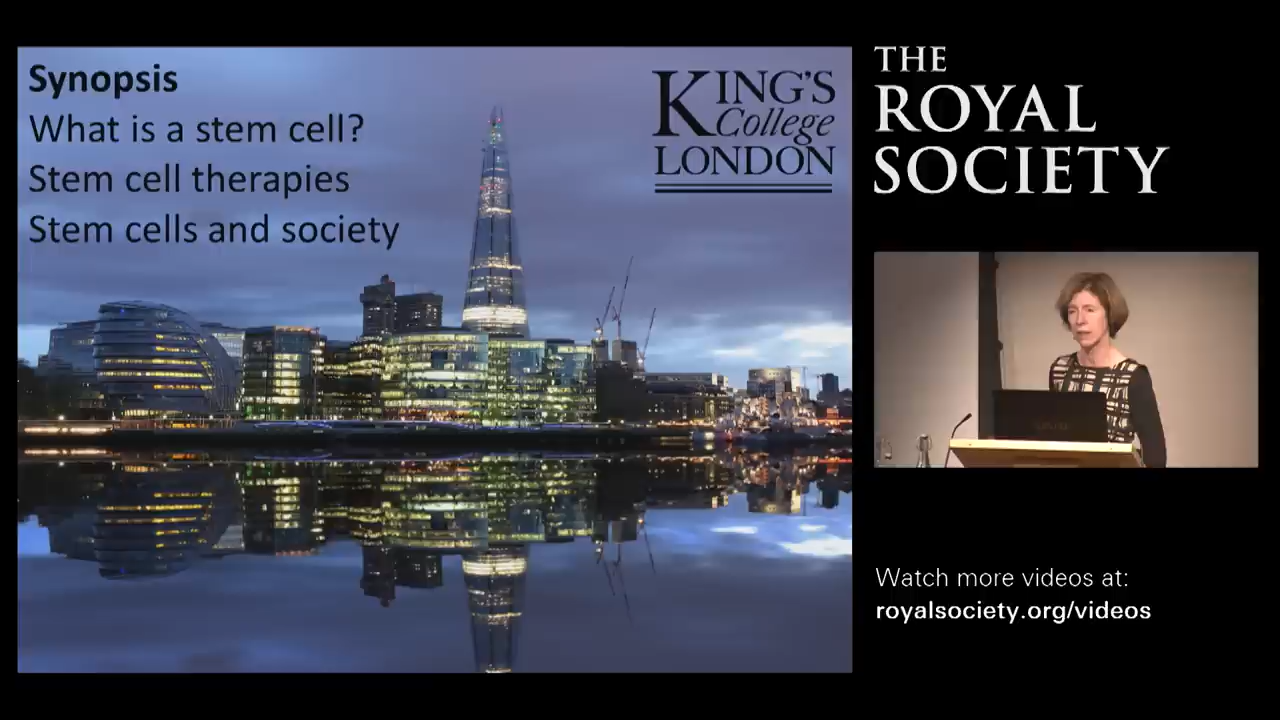 Synopsis
What is a stem cell?
Stem cell therapies
Stem cells and society
KING'S
College
LONDON
THE
ROYAL
SOCIETY
Watch more videos at:
royalsociety.org/videos